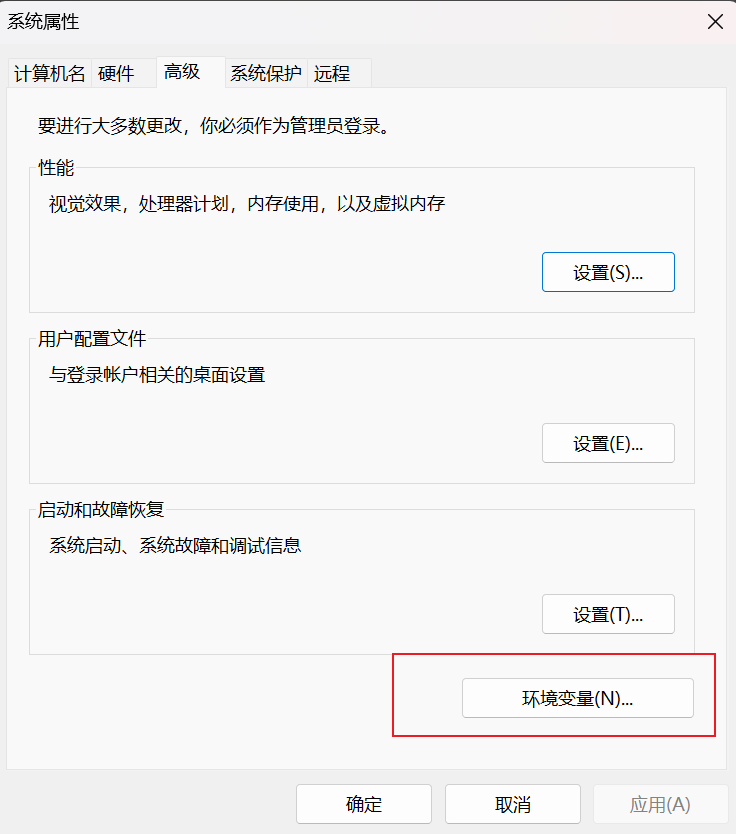 系统属性
计算机名 硬件 高级 系统保护 远程
要进行大多数更改，你必须作为管理员登录。
性能
视觉效果，处理器计划，内存使用，以及虚拟内存
设置(S)...
用户配置文件
与登录帐户相关的桌面设置
设置(E)...
启动和故障恢复
系统启动、系统故障和调试信息
设置(T)...
环境变量(N)...
确定 取消 应用(A)